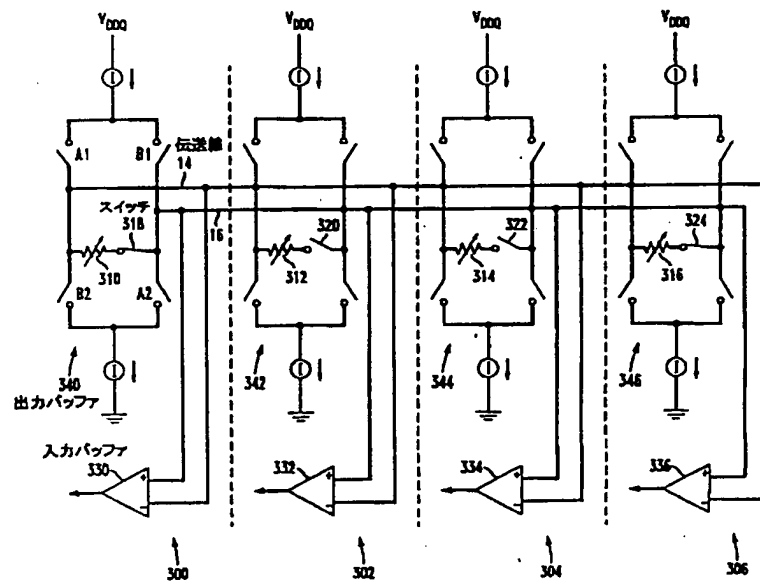 VDDQ VDDQ VDDQ VDDQ
A1 B1 伝送線
14
スイッチ
318 16 320 322 324
310 312 314 316
B2 A2
340 342 344 346
出力バッファ
入力バッファ
330 332 334 336
300 302 304 306